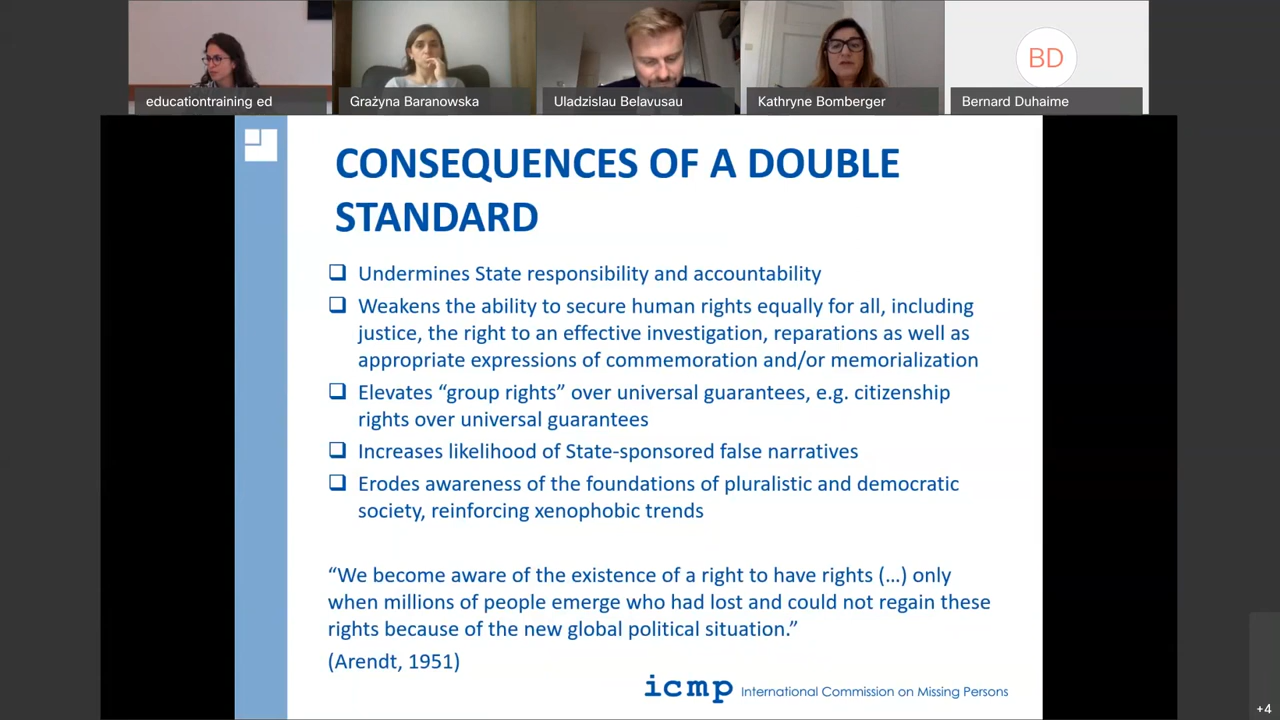 educationtraining ed
Grażyna Baranowska
Uladzislau Belavusau
Kathryne Bomberger
BD
Bernard Duhaime
CONSEQUENCES OF A DOUBLE
STANDARD
Undermines State responsibility and accountability
Weakens the ability to secure human rights equally for all, including
justice, the right to an effective investigation, reparations as well as
appropriate expressions of commemoration and/or memorialization
Elevates “group rights” over universal guarantees, e.g. citizenship
rights over universal guarantees
Increases likelihood of State-sponsored false narratives
Erodes awareness of the foundations of pluralistic and democratic
society, reinforcing xenophobic trends
“We become aware of the existence of a right to have rights (…) only
when millions of people emerge who had lost and could not regain these
rights because of the new global political situation.”
(Arendt, 1951)
icmp International Commission on Missing Persons
+4